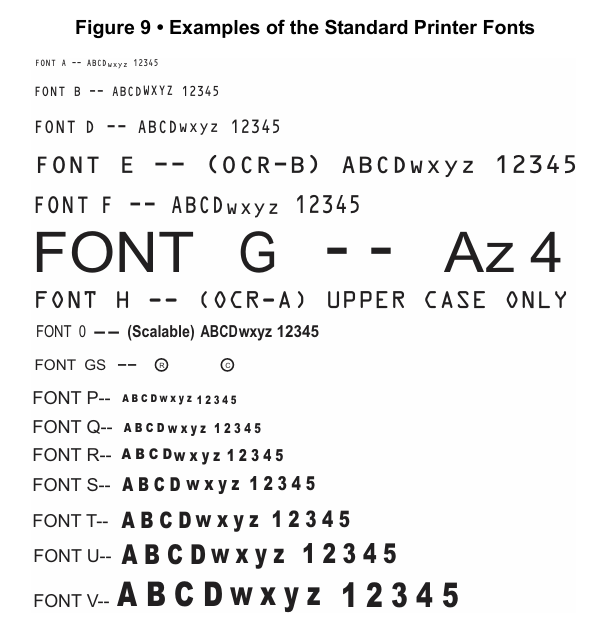 Figure 9 • Examples of the Standard Printer Fonts
FONT A -- ABCDwxyz 12345
FONT B -- ABCDWXYZ 12345
FONT D -- ABCDwxyz 12345
FONT E -- (OCR-B) ABCDwxyz 12345
FONT F -- ABCDwxyz 12345
FONT G -- Az 4
FONT H -- (OCR-A) UPPER CASE ONLY
FONT 0 -- (Scalable) ABCDwxyz 12345
FONT GS -- ® ©
FONT P-- ABCDwxyz 12345
FONT Q-- ABCDwxyz 12345
FONT R-- ABCDwxyz 12345
FONT S-- ABCDwxyz 12345
FONT T-- ABCDwxyz 12345
FONT U-- ABCDwxyz 12345
FONT V-- ABCDwxyz 12345